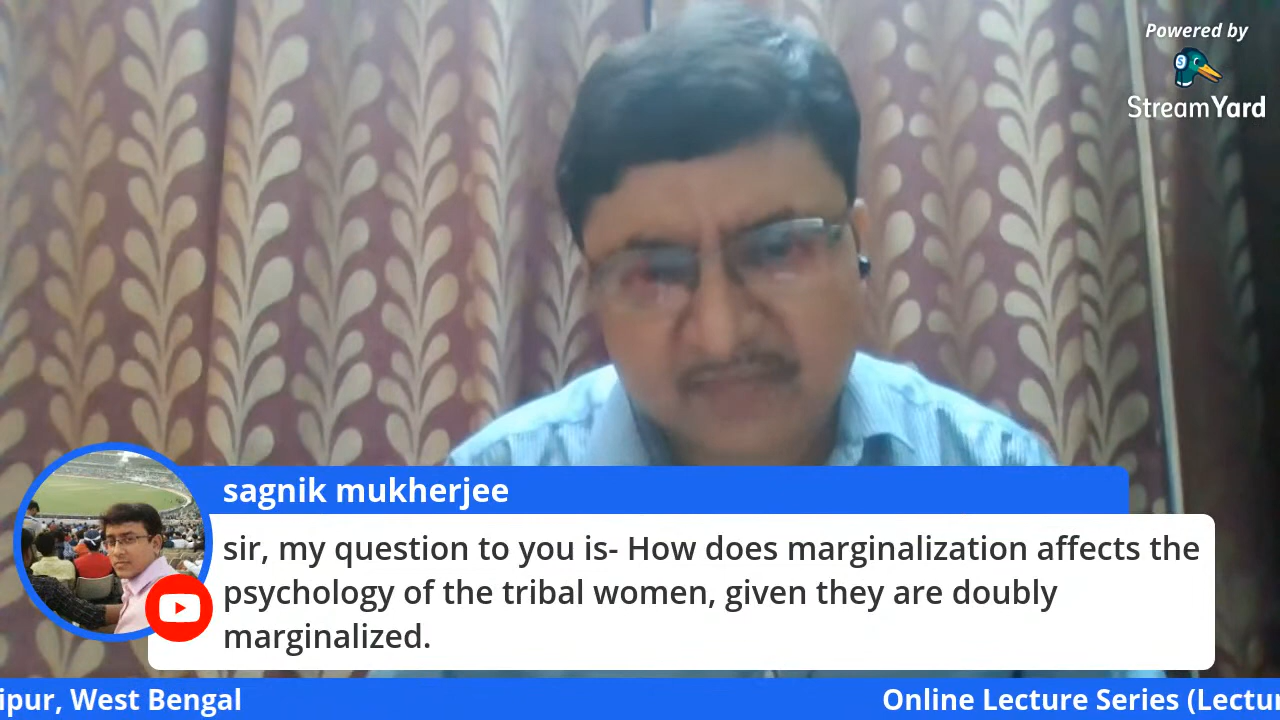 Powered by
StreamYard
sagnik mukherjee
sir, my question to you is- How does marginalization affects the
psychology of the tribal women, given they are doubly
marginalized.
ipur, West Bengal
Online Lecture Series (Lectur